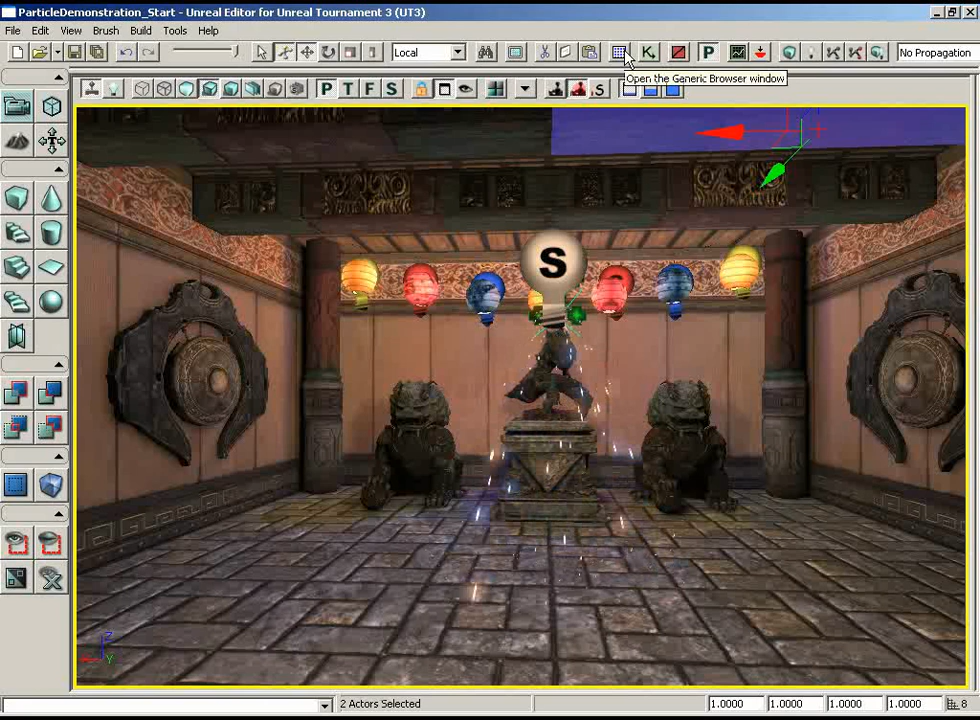 ParticleDemonstration_Start - Unreal Editor for Unreal Tournament 3 (UT3)
File Edit View Brush Build Tools Help
Local
K
P
No Propagation
Open the Generic Browser window
P T F S
.S
S
Z
Y
2 Actors Selected
1.0000 1.0000 1.0000 1.0000 8